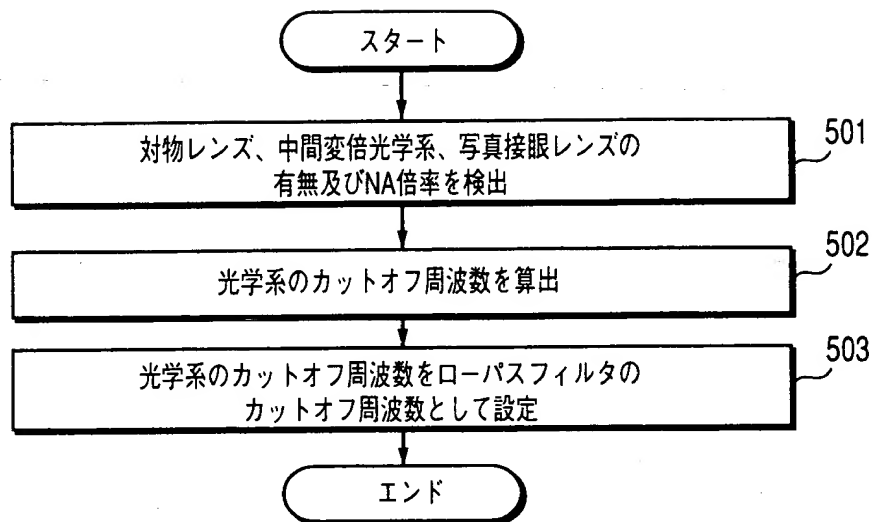 スタート
対物レンズ、中間変倍光学系、写真接眼レンズの
有無及びNA倍率を検出
501
光学系のカットオフ周波数を算出
502
光学系のカットオフ周波数をローパスフィルタの
カットオフ周波数として設定
503
エンド